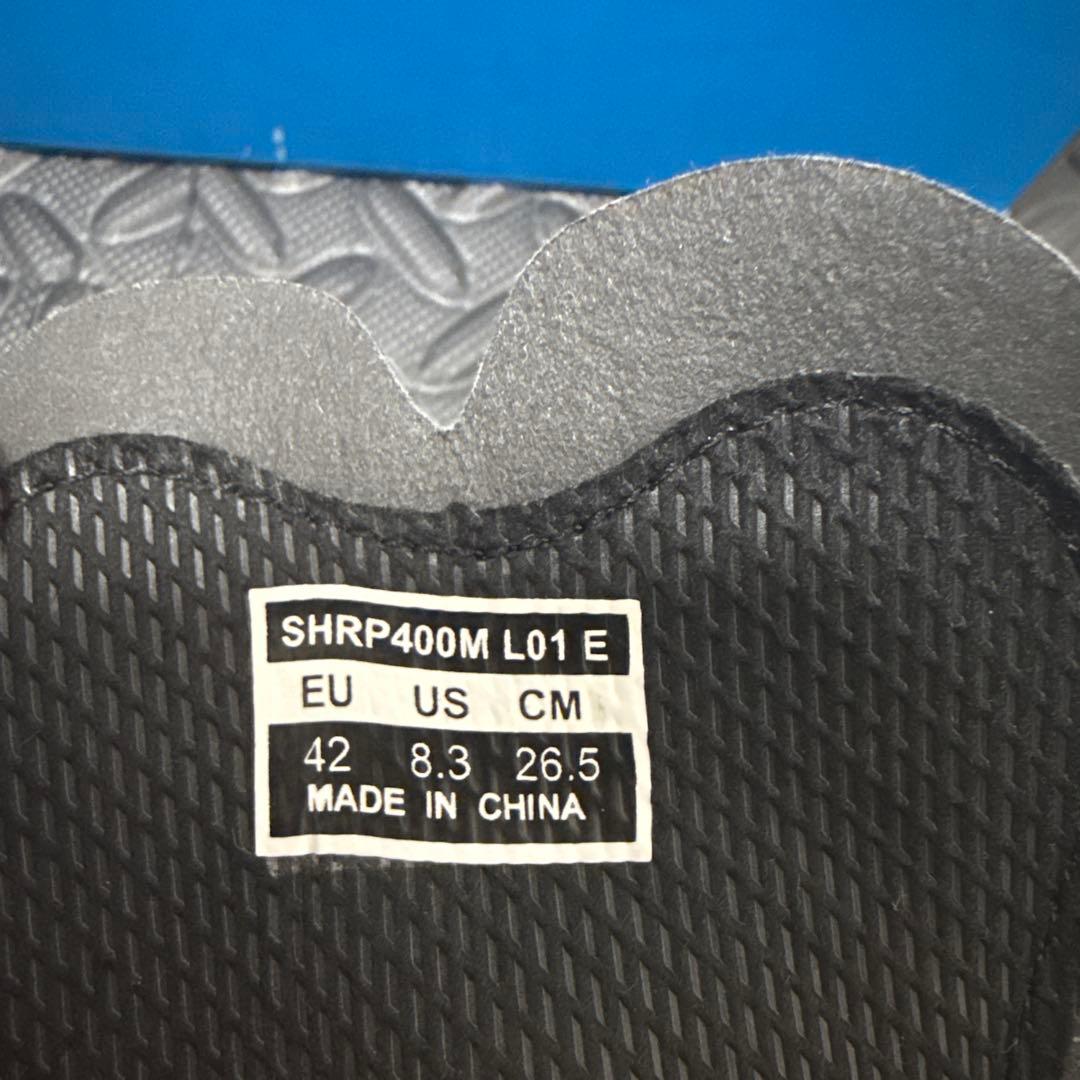 SHRP400M L01 E
EU US CM
42 8.3 26.5
MADE IN CHINA